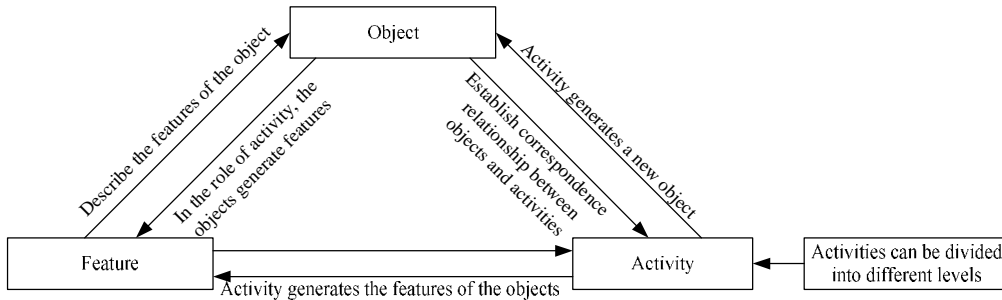 Object
Describe the features of the object
In the role of activity, the
objects generate features
Establish correspondence
relationship between
objects and activities
Activity generates a new object
Feature
Activity
Activities can be divided
into different levels
Activity generates the features of the objects